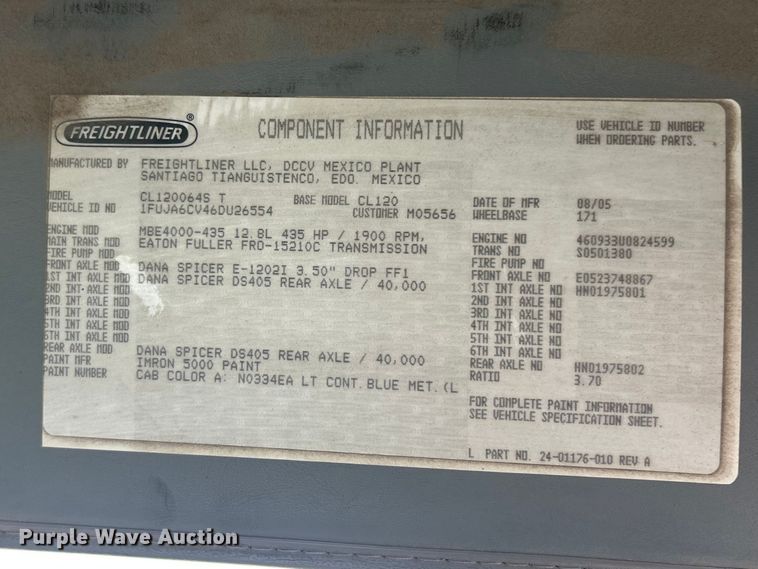 FREIGHTLINER ®
COMPONENT INFORMATION
USE VEHICLE ID NUMBER
WHEN ORDERING PARTS.
MANUFACTURED BY FREIGHTLINER LLC, DCCV MEXICO PLANT
SANTIAGO TIANGUISTENCO, EDO. MEXICO
MODEL CL120064S T BASE MODEL CL120 DATE OF MFR 08/05
VEHICLE ID NO 1FUJA6CV46DU26554 CUSTOMER M05656 WHEELBASE 171
ENGINE MOD MBE4000-435 12.8L 435 HP / 1900 RPM, ENGINE NO 460933U0824599
MAIN TRANS MOD EATON FULLER FRO-15210C TRANSMISSION TRANS NO S0501380
FIRE PUMP MOD FIRE PUMP NO
FRONT AXLE MOD DANA SPICER E-1202I 3.50" DROP FF1 FRONT AXLE NO E0523748867
1ST INT AXLE MOD DANA SPICER DS405 REAR AXLE / 40,000 1ST INT AXLE NO HN01975801
2ND INT AXLE MOD 2ND INT AXLE NO
3RD INT AXLE MOD 3RD INT AXLE NO
4TH INT AXLE MOD 4TH INT AXLE NO
5TH INT AXLE MOD 5TH INT AXLE NO
6TH INT AXLE MOD 6TH INT AXLE NO
REAR AXLE MOD DANA SPICER DS405 REAR AXLE / 40,000 REAR AXLE NO HN01975802
PAINT MFR IMRON 5000 PAINT RATIO 3.70
PAINT NUMBER CAB COLOR A: N0334EA LT CONT.BLUE MET.(L
FOR COMPLETE PAINT INFORMATION
SEE VEHICLE SPECIFICATION SHEET.
L PART NO. 24-01176-010 REV A
Purple Wave Auction